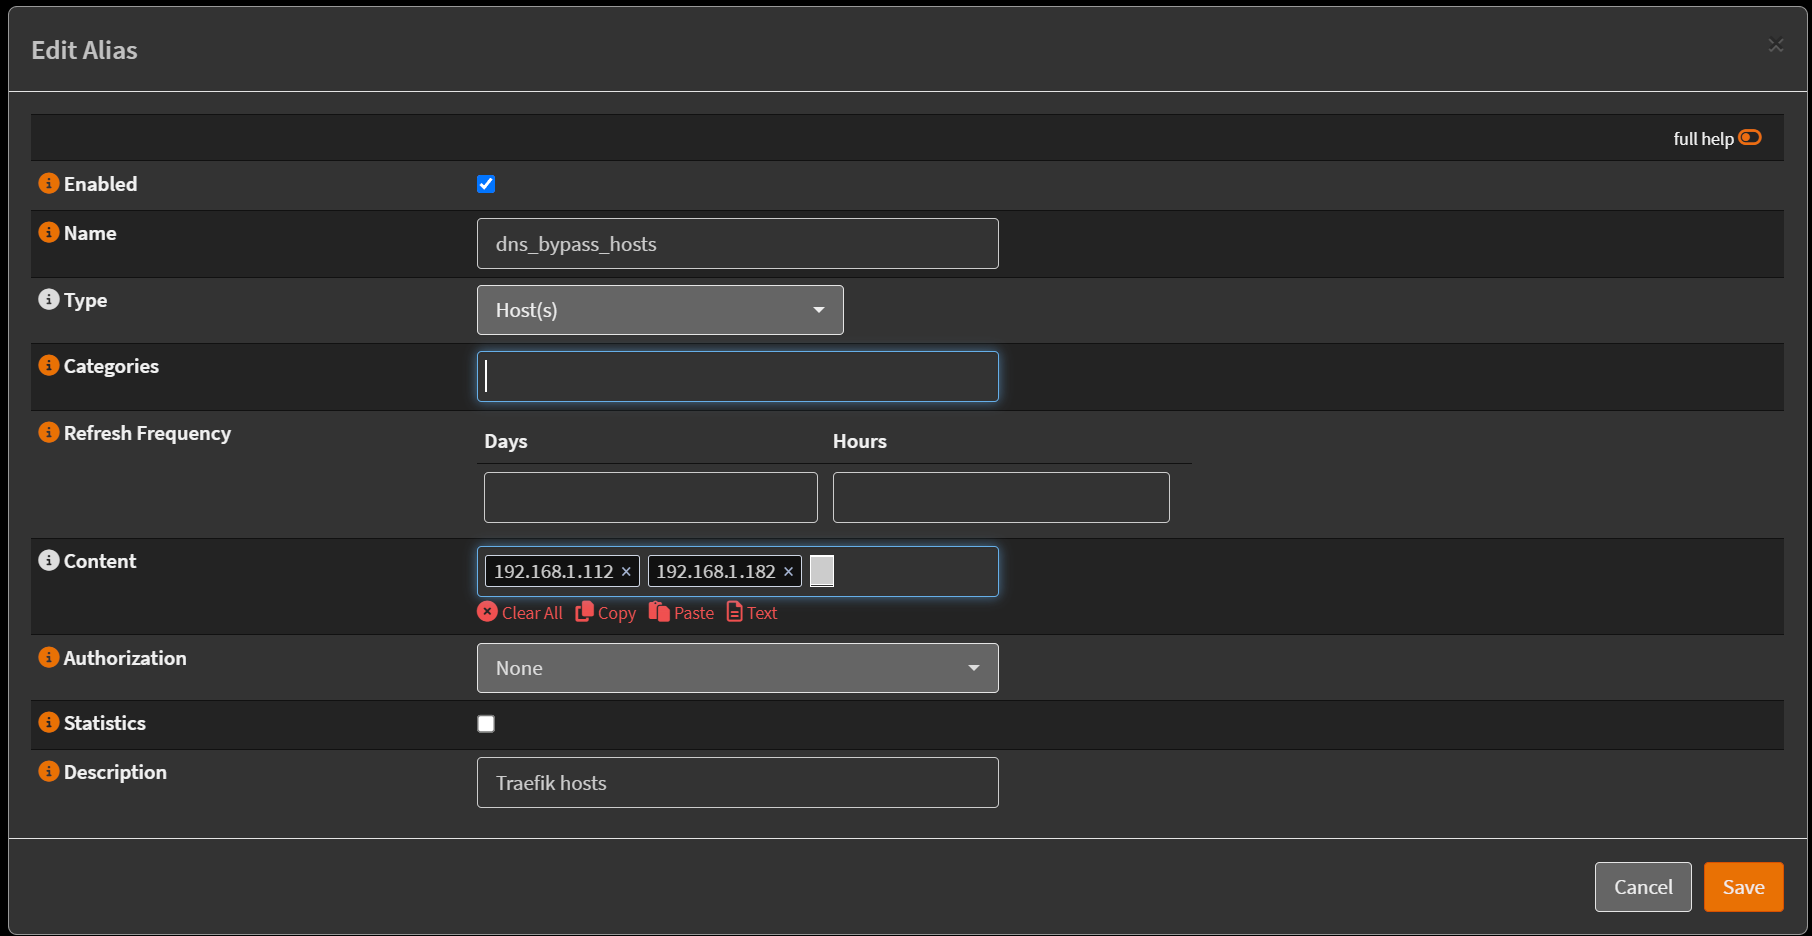 Edit Alias
full help
Enabled
Name
dns_bypass_hosts
Type
Host(s)
Categories
Refresh Frequency
Days Hours
Content
192.168.1.112 × 192.168.1.182 ×
Clear All Copy Paste Text
Authorization
None
Statistics
Description
Traefik hosts
Cancel Save